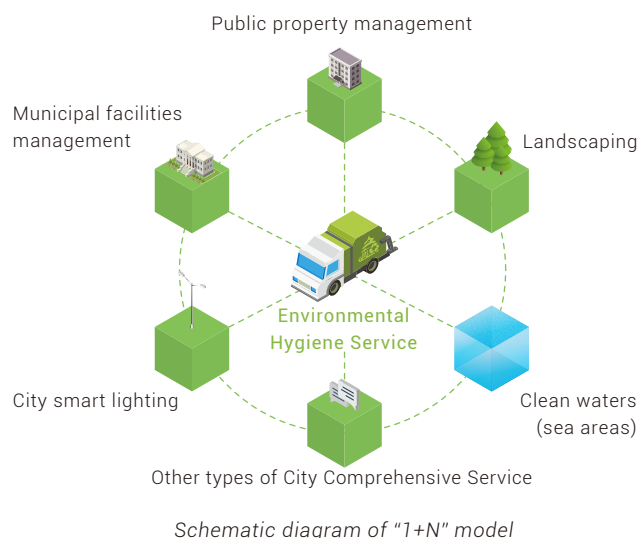 Public property management
Municipal facilities
management
Landscaping
Environmental
Hygiene Service
City smart lighting
Clean waters
(sea areas)
Other types of City Comprehensive Service
Schematic diagram of “1+N” model